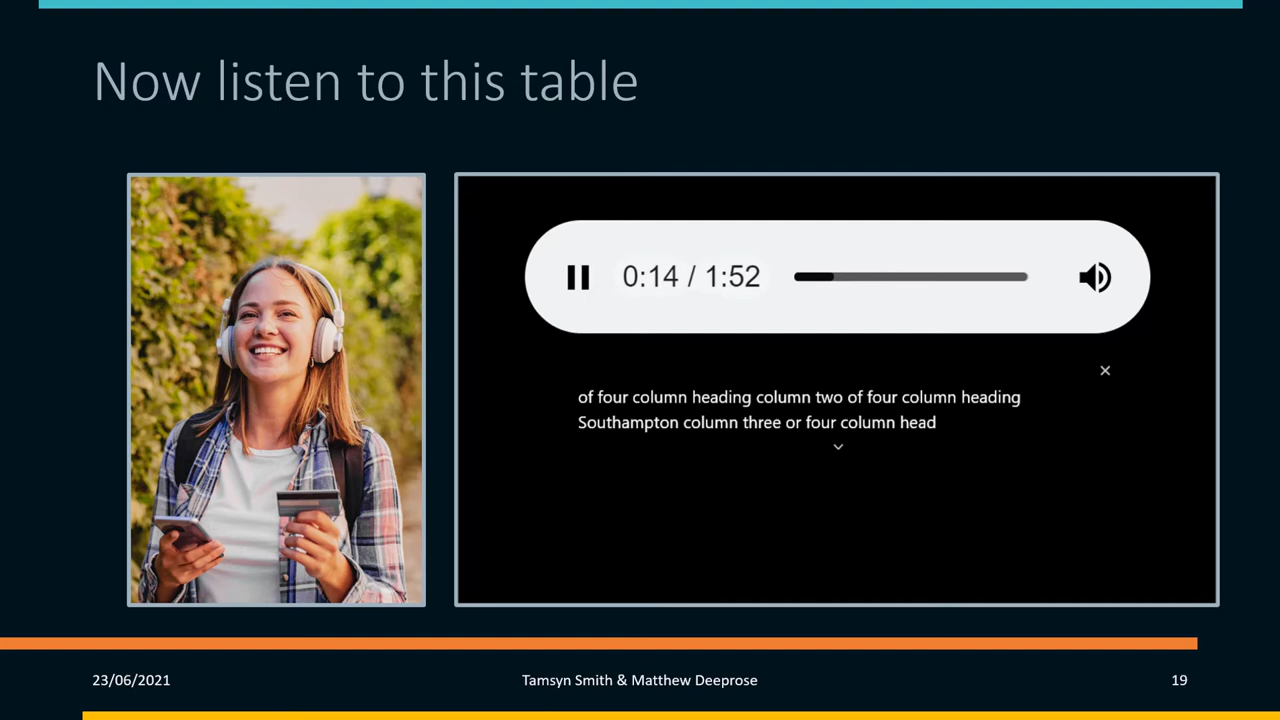 Now listen to this table
0:14 / 1:52
of four column heading column two of four column heading
Southampton column three or four column head
23/06/2021
Tamsyn Smith & Matthew Deeprose
19